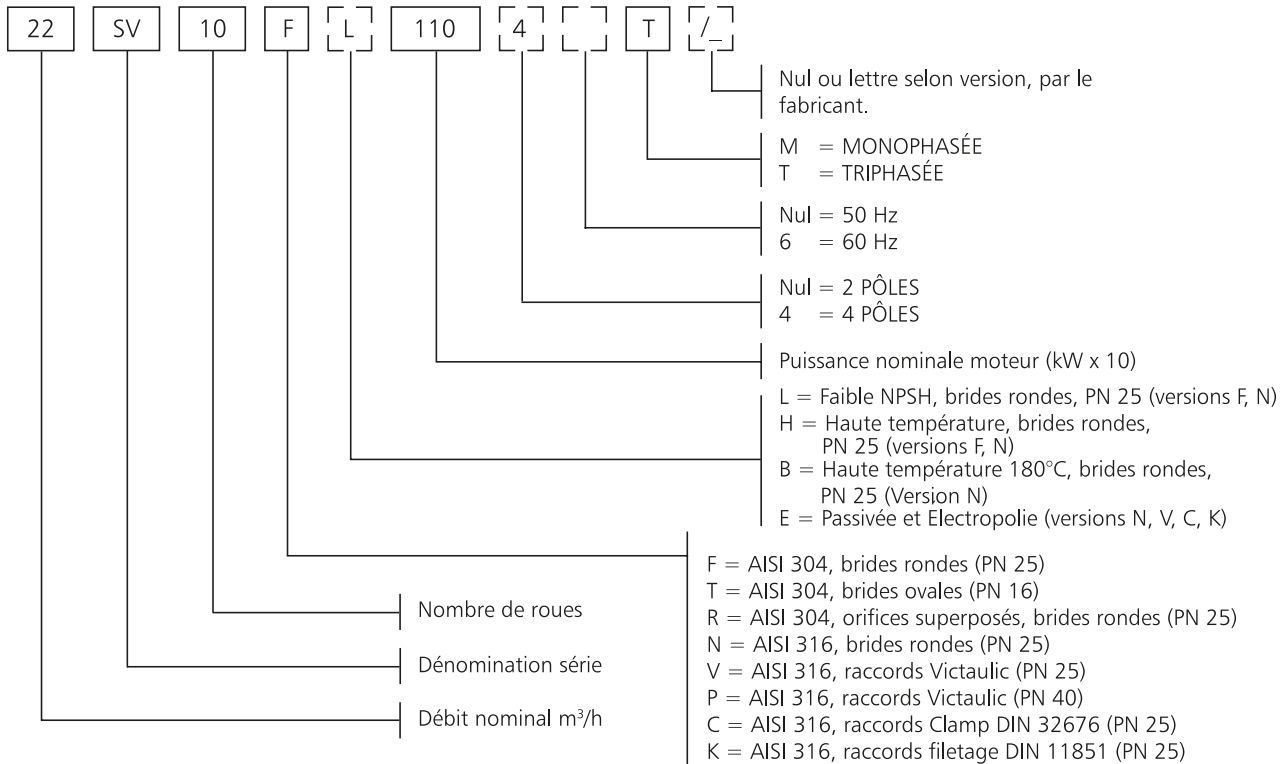 22 SV 10 F L 110 4 T /_
Nul ou lettre selon version, par le
fabricant.
M = MONOPHASÉE
T = TRIPHASÉE
Nul = 50 Hz
6 = 60 Hz
Nul = 2 PÔLES
4 = 4 PÔLES
Puissance nominale moteur (kW x 10)
L = Faible NPSH, brides rondes, PN 25 (versions F, N)
H = Haute température, brides rondes,
PN 25 (versions F, N)
B = Haute température 180°C, brides rondes,
PN 25 (Version N)
E = Passivée et Electropolie (versions N, V, C, K)
F = AISI 304, brides rondes (PN 25)
T = AISI 304, brides ovales (PN 16)
R = AISI 304, orifices superposés, brides rondes (PN 25)
N = AISI 316, brides rondes (PN 25)
V = AISI 316, raccords Victaulic (PN 25)
P = AISI 316, raccords Victaulic (PN 40)
C = AISI 316, raccords Clamp DIN 32676 (PN 25)
K = AISI 316, raccords filetage DIN 11851 (PN 25)
Nombre de roues
Dénomination série
Débit nominal m³/h